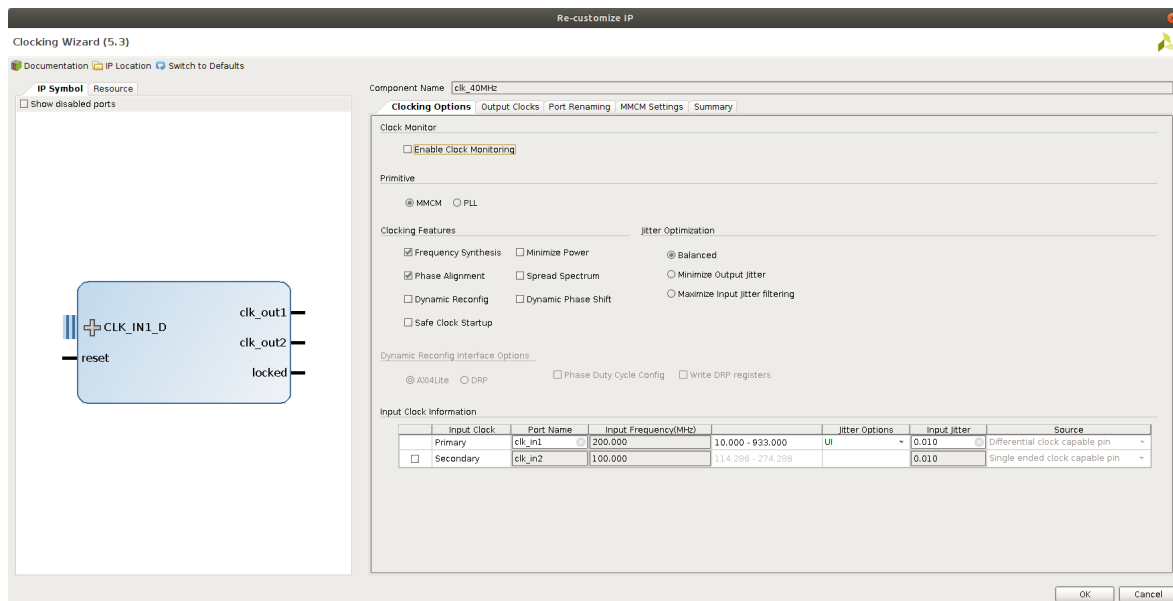 Re-customize IP
Clocking Wizard (5.3)
Documentation IP Location Switch to Defaults
IP Symbol Resource
Show disabled ports
CLK_IN1_D
reset
clk_out1
clk_out2
locked
Component Name clk_40MHz
Clocking Options Output Clocks Port Renaming MMCM Settings Summary
Clock Monitor
Enable Clock Monitoring
Primitive
MMCM PLL
Clocking Features Jitter Optimization
Frequency Synthesis Minimize Power Balanced
Phase Alignment Spread Spectrum Minimize Output Jitter
Dynamic Reconfig Dynamic Phase Shift Maximize Input Jitter filtering
Safe Clock Startup
Dynamic Reconfig Interface Options
AXI4Lite DRP Phase Duty Cycle Config Write DRP registers
Input Clock Information
Input Clock Port Name Input Frequency(MHz) Jitter Options Input Jitter Source
Primary clk_in1 200.000 10.000 - 933.000 UI 0.010 Differential clock capable pin
Secondary clk_in2 100.000 114.286 - 274.286 0.010 Single ended clock capable pin
OK Cancel